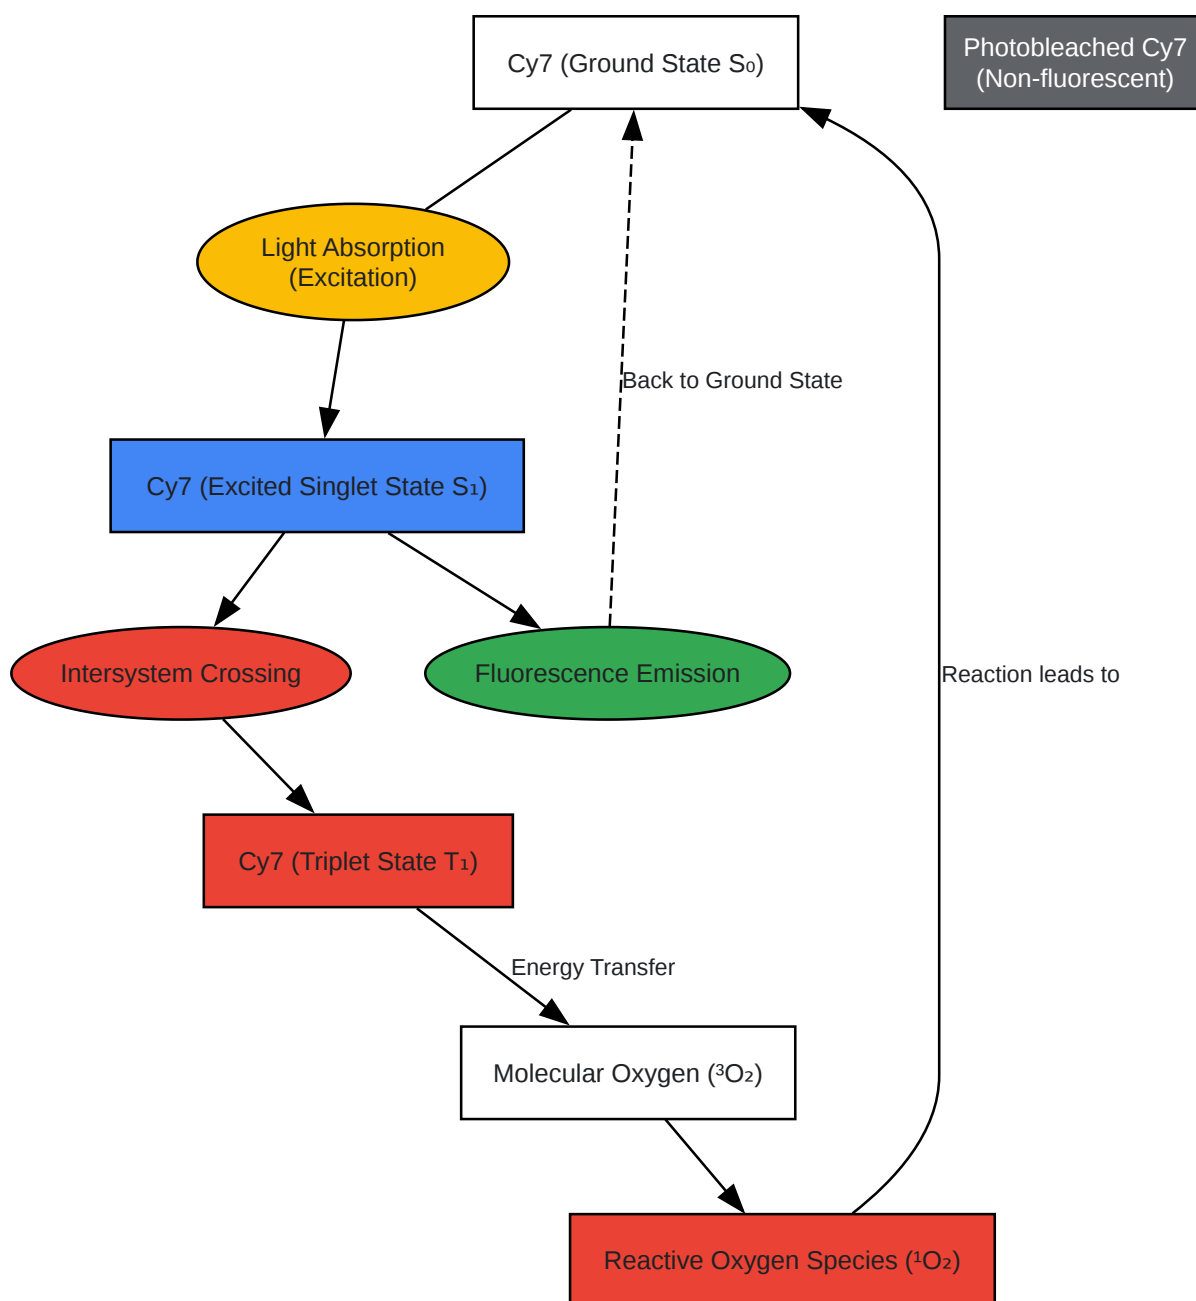 Cy7 (Ground State S₀)
Photobleached Cy7
(Non-fluorescent)
Light Absorption
(Excitation)
Back to Ground State
Cy7 (Excited Singlet State S₁)
Intersystem Crossing
Fluorescence Emission
Reaction leads to
Cy7 (Triplet State T₁)
Energy Transfer
Molecular Oxygen (³O₂)
Reactive Oxygen Species (¹O₂)